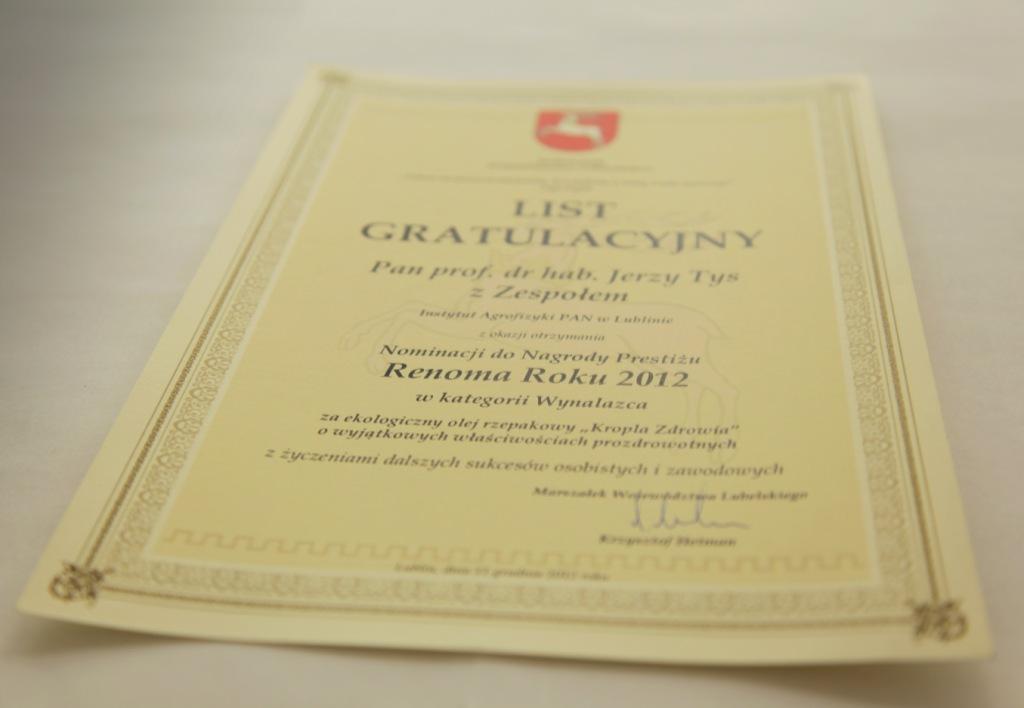 LIST
GRATULACYJNY
Pan prof. dr hab. Jerzy Tys
z Zespołem
Instytut Agrofizyki PAN w Lublinie
z okazji otrzymania
Nominacji do Nagrody Prestiżu
Renoma Roku 2012
w kategorii Wynalazca
za ekologiczny olej rzepakowy „Kropla Zdrowia”
o wyjątkowych właściwościach prozdrowotnych
z życzeniami dalszych sukcesów osobistych i zawodowych
Marszałek Województwa Lubelskiego
Krzysztof Hetman